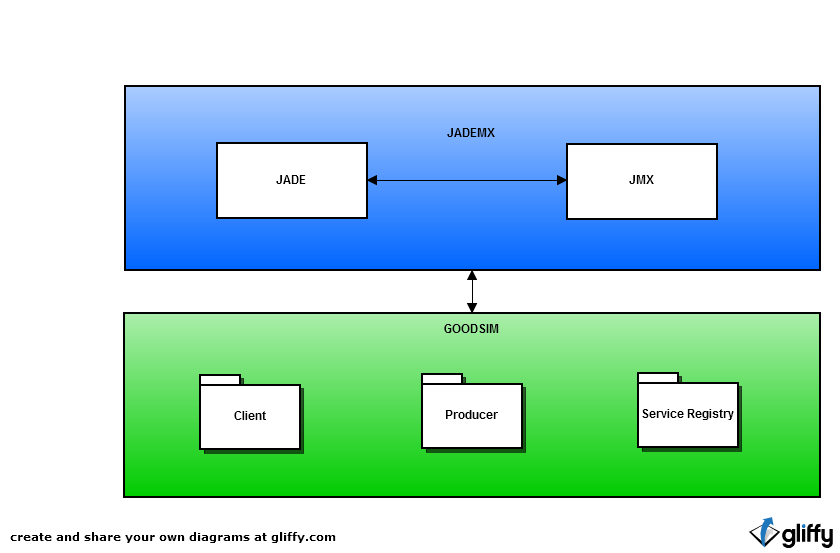 JADEMX
JADE
JMX
GOODSIM
Client
Producer
Service Registry
create and share your own diagrams at gliffy.com
gliffy